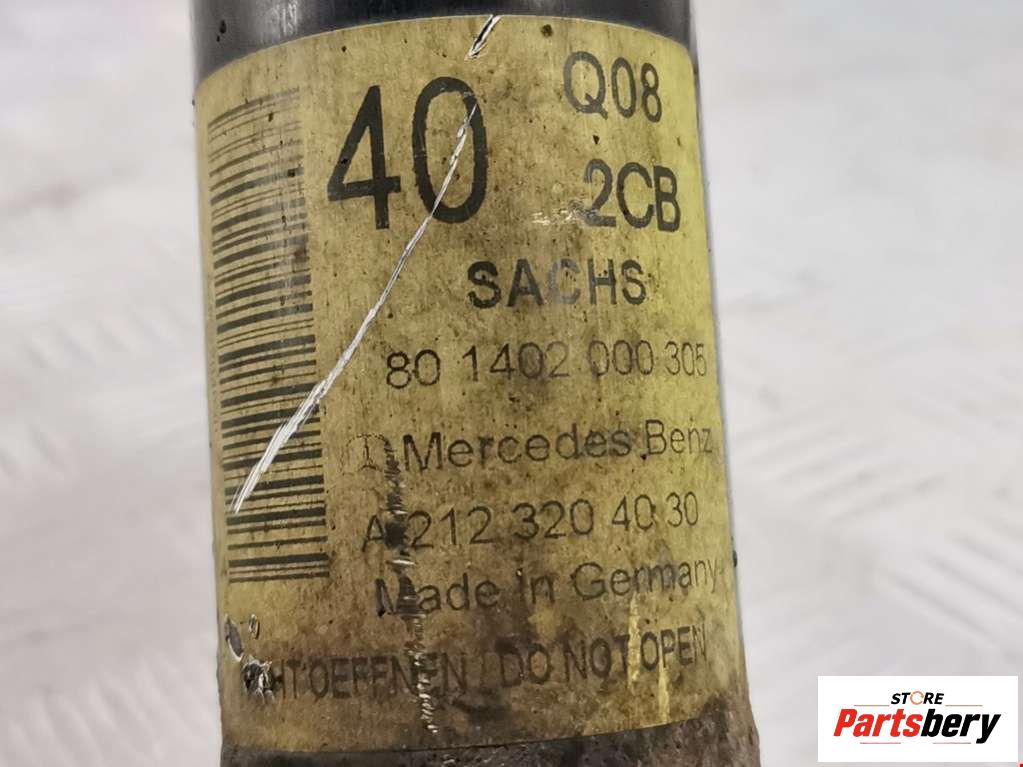 40
Q08
2CB
SACHS
80 1402 000 305
Mercedes Benz
A 212 320 40 30
Made In Germany
OEFFNEN DO NOT OPEN
STORE
Partsbery